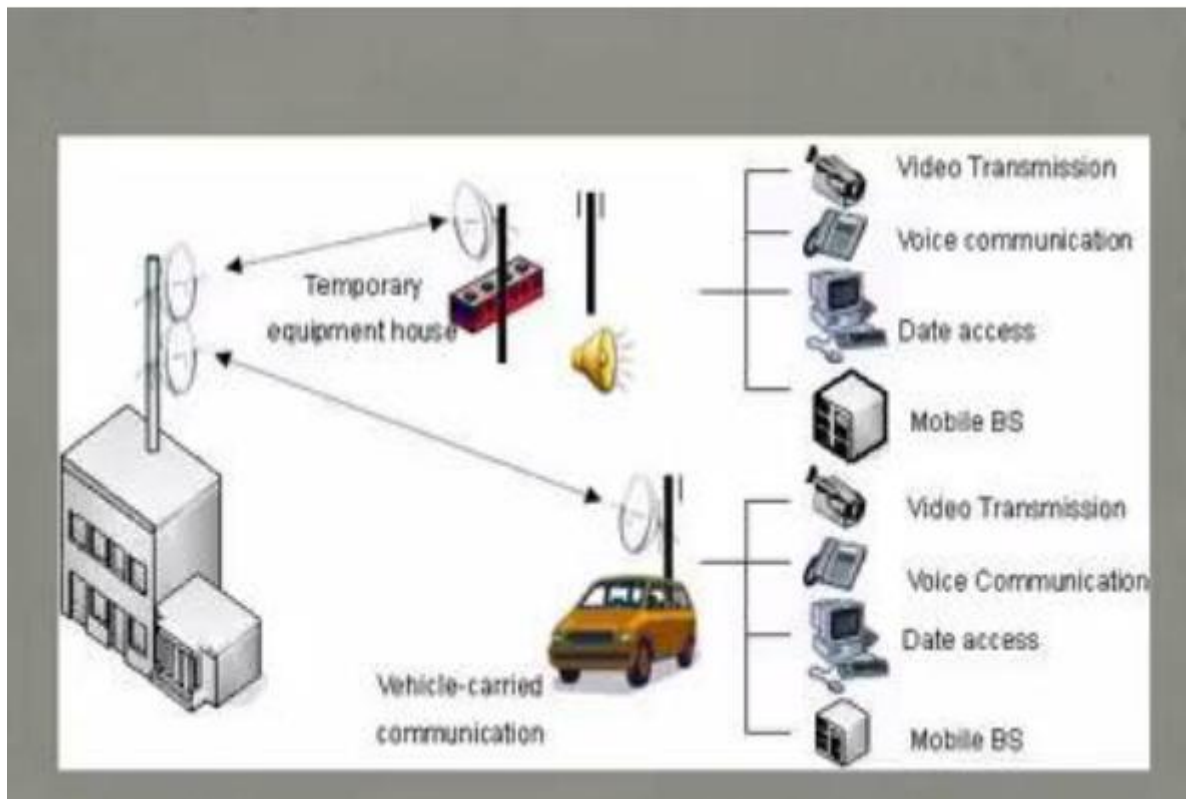 Video Transmission
Voice communication
Temporary
equipment house
Date access
Mobile BS
Video Transmission
Voice Communication
Date access
Vehicle-carried
communication
Mobile BS